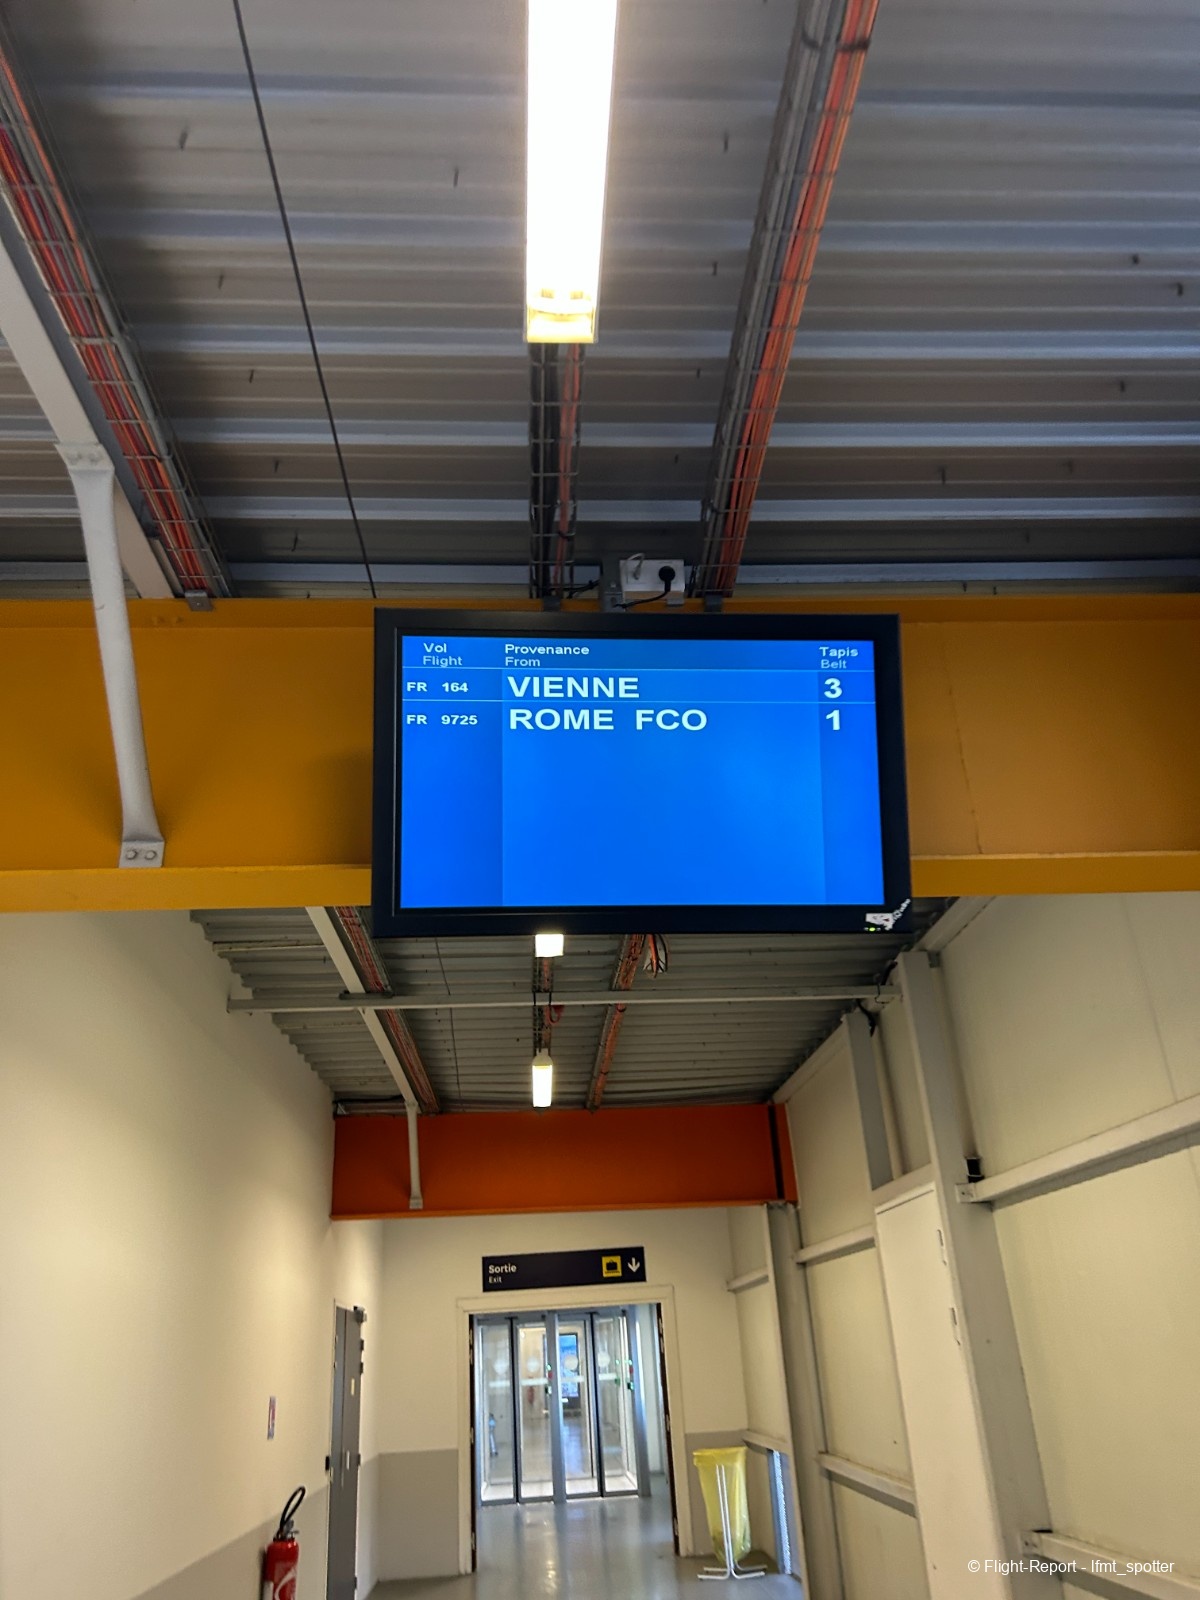 Vol Provenance Tapis
Flight From Belt
FR 164 VIENNE 3
FR 9725 ROME FCO 1
Sortie
Exit
© Flight-Report - lfmt_spotter